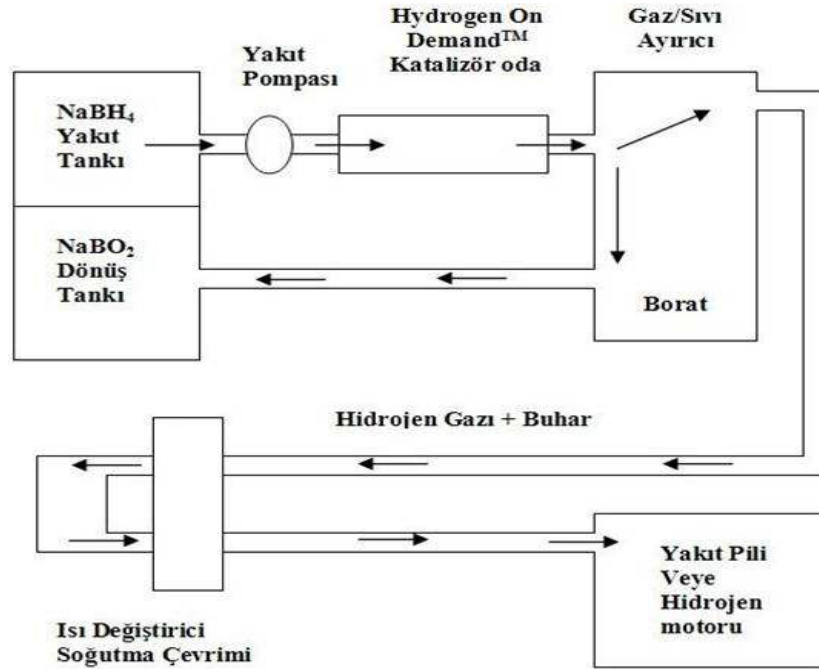 Hydrogen On
Demand™
Katalizör oda
Gaz/Sıvı
Ayırıcı
Yakıt
Pompası
NaBH₄
Yakıt
Tankı
NaBO₂
Dönüş
Tankı
Borat
Hidrojen Gazı + Buhar
Yakıt Pili
Veye
Hidrojen
motoru
Isı Değiştirici
Soğutma Çevrimi